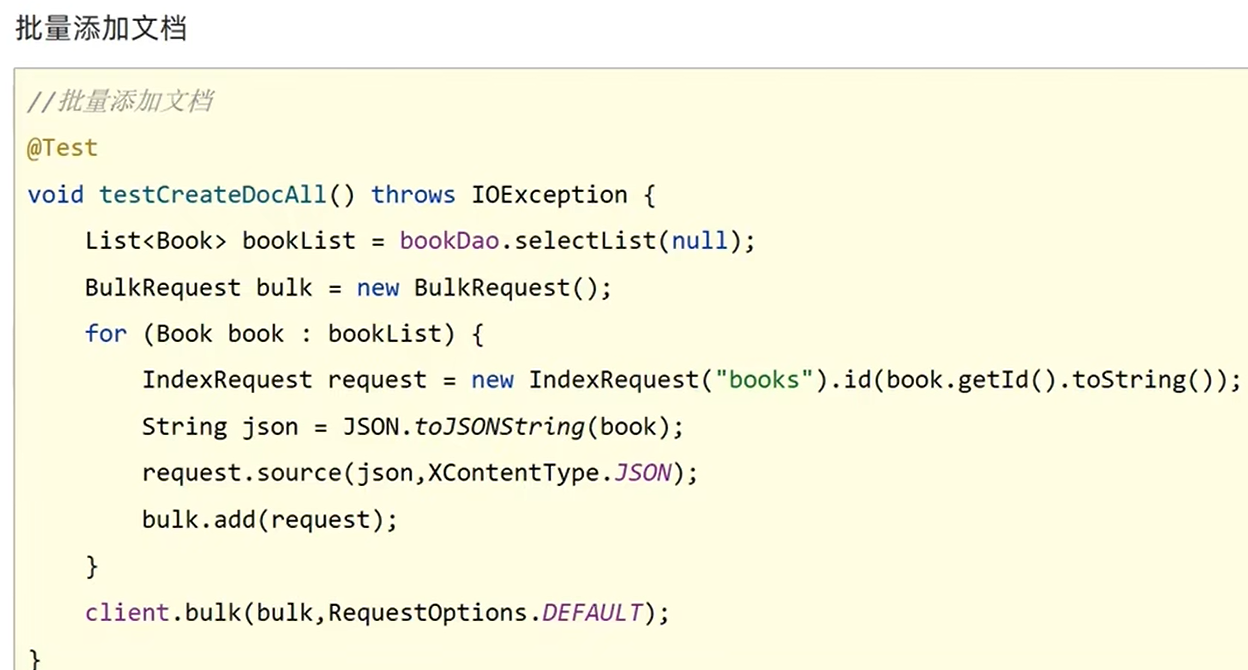 批量添加文档
//批量添加文档
@Test
void testCreateDocAll() throws IOException {
    List<Book> bookList = bookDao.selectList(null);
    BulkRequest bulk = new BulkRequest();
    for (Book book : bookList) {
        IndexRequest request = new IndexRequest("books").id(book.getId().toString());
        String json = JSON.toJSONString(book);
        request.source(json,XContentType.JSON);
        bulk.add(request);
    }
    client.bulk(bulk,RequestOptions.DEFAULT);
}